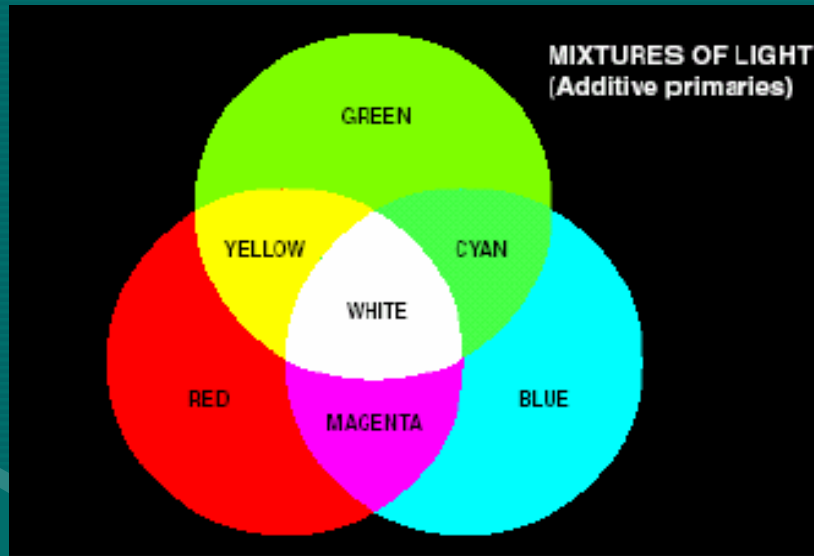 MIXTURES OF LIGHT
(Additive primaries)
GREEN
YELLOW
CYAN
WHITE
RED
BLUE
MAGENTA